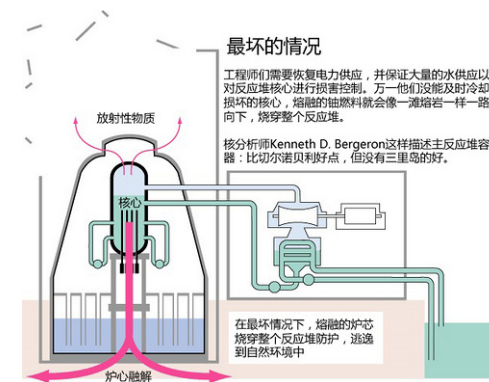 最坏的情况
工程师们需要恢复电力供应，并保证大量的水供应以
对反应堆核心进行损害控制。万一他们没能及时冷却
损坏的核心，熔融的铀燃料就会像一滩熔岩一样一路
向下，烧穿整个反应堆。
核分析师Kenneth D. Bergeron这样描述主反应堆容
器：比切尔诺贝利好点，但没有三里岛的好。
放射性物质
核心
在最坏情况下，熔融的炉芯
烧穿整个反应堆防护，逃逸
到自然环境中
炉心融解